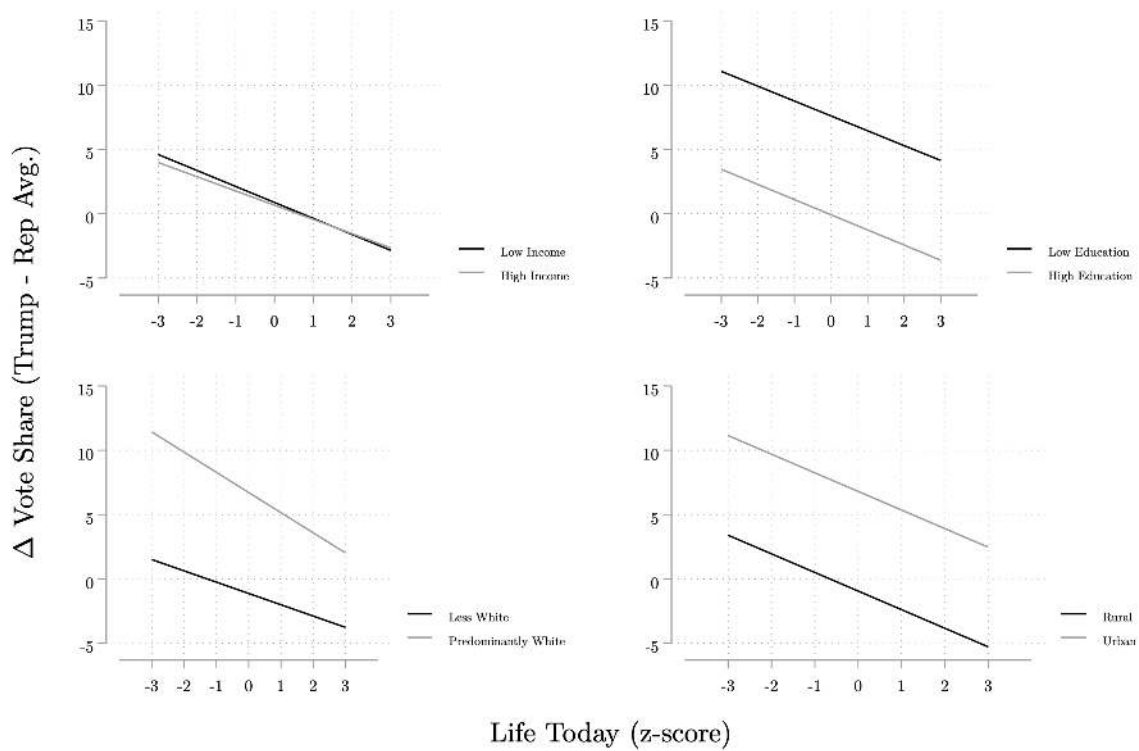 Δ Vote Share (Trump - Rep Avg.)
15
10
5
0
-5
-3 -2 -1 0 1 2 3
Low Income
High Income
15
10
5
0
-5
-3 -2 -1 0 1 2 3
Low Education
High Education
15
10
5
0
-5
-3 -2 -1 0 1 2 3
Less White
Predominantly White
15
10
5
0
-5
-3 -2 -1 0 1 2 3
Rural
Urban
Life Today (z-score)